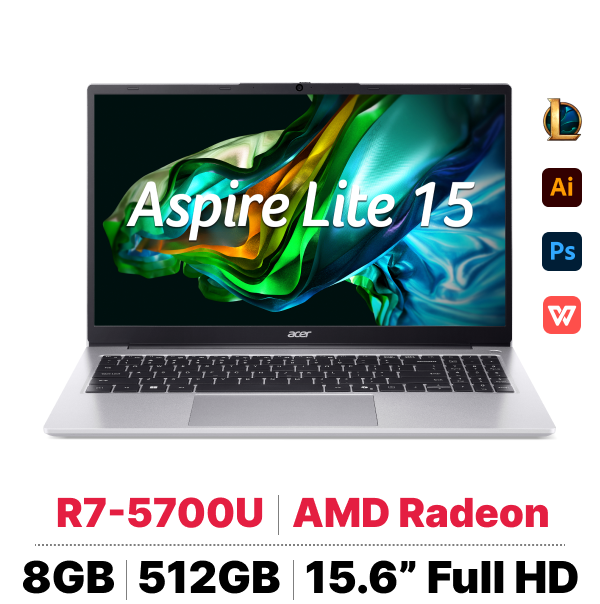 Aspire Lite 15
Ai
Ps
W
acer
R7-5700U | AMD Radeon
8GB | 512GB | 15.6” Full HD